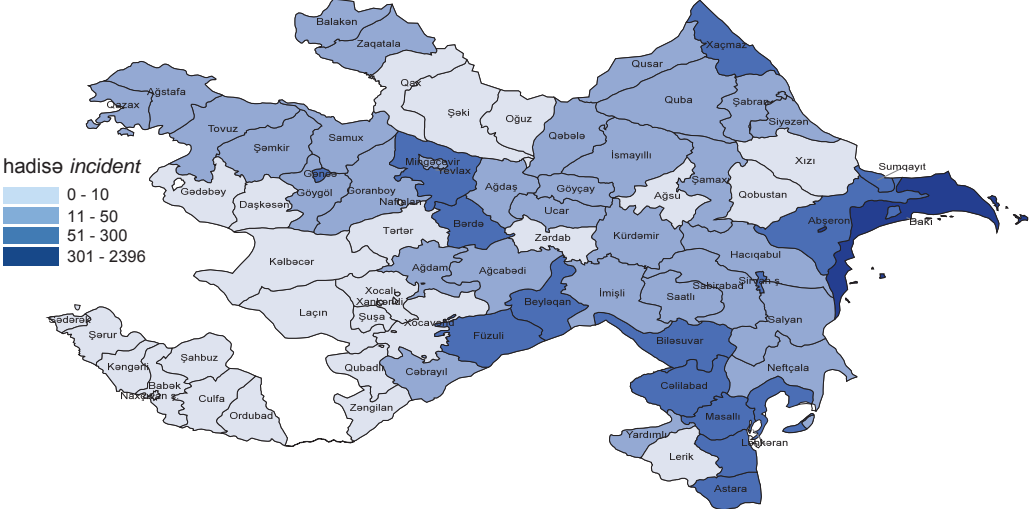 Balakən
Zaqatala
Xaçmaz
Qusar
Qax
Ağstafa
Qazax
Quba
Şabran
Şəki
Oğuz
Siyəzən
Tovuz
Samux
Qəbələ
Şəmkir
İsmayıllı
Xızı
hadisə incident
Mingəçevir
Yevlax
Sumqayıt
Gəncə
Şamaxı
0 - 10
Gədəbəy
Göygöl
Goranboy
Ağdaş
Göyçay
Ağsu
Qobustan
Daşkəsən
Naftalan
11 - 50
Ucar
Abşeron
Bakı
Bərdə
51 - 300
Tərtər
Zərdab
Kürdəmir
301 - 2396
Hacıqabul
Kəlbəcər
Ağdam
Ağcabədi
Şirvan ş.
Sabirabad
Xocalı
İmişli
Saatlı
Xankəndi
Beyləqan
Laçın
Şuşa
Xocavənd
Salyan
Sədərək
Şərur
Füzuli
Biləsuvar
Şahbuz
Kəngərli
Qubadlı
Cəbrayıl
Neftçala
Babək
Cəlilabad
Naxçıvan ş.
Culfa
Zəngilan
Ordubad
Masallı
Yardımlı
Lənkəran
Lerik
Astara